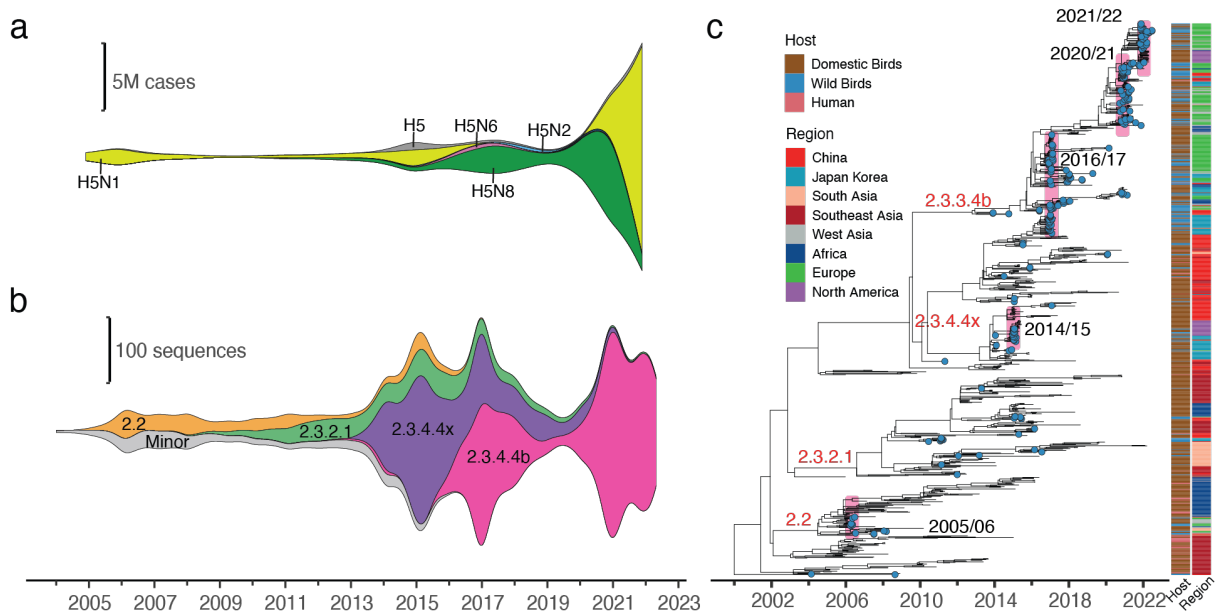 a
5M cases
H5N1
H5
H5N6
H5N2
H5N8
b
100 sequences
2.2
Minor
2.3.2.1
2.3.4.4x
2.3.4.4b
2005
2007
2009
2011
2013
2015
2017
2019
2021
2023
c
Host
Domestic Birds
Wild Birds
Human
Region
China
Japan Korea
South Asia
Southeast Asia
West Asia
Africa
Europe
North America
2021/22
2020/21
2016/17
2.3.3.4b
2.3.4.4x
2014/15
2.3.2.1
2.2
2005/06
2002
2006
2010
2014
2018
2022
Host
Region